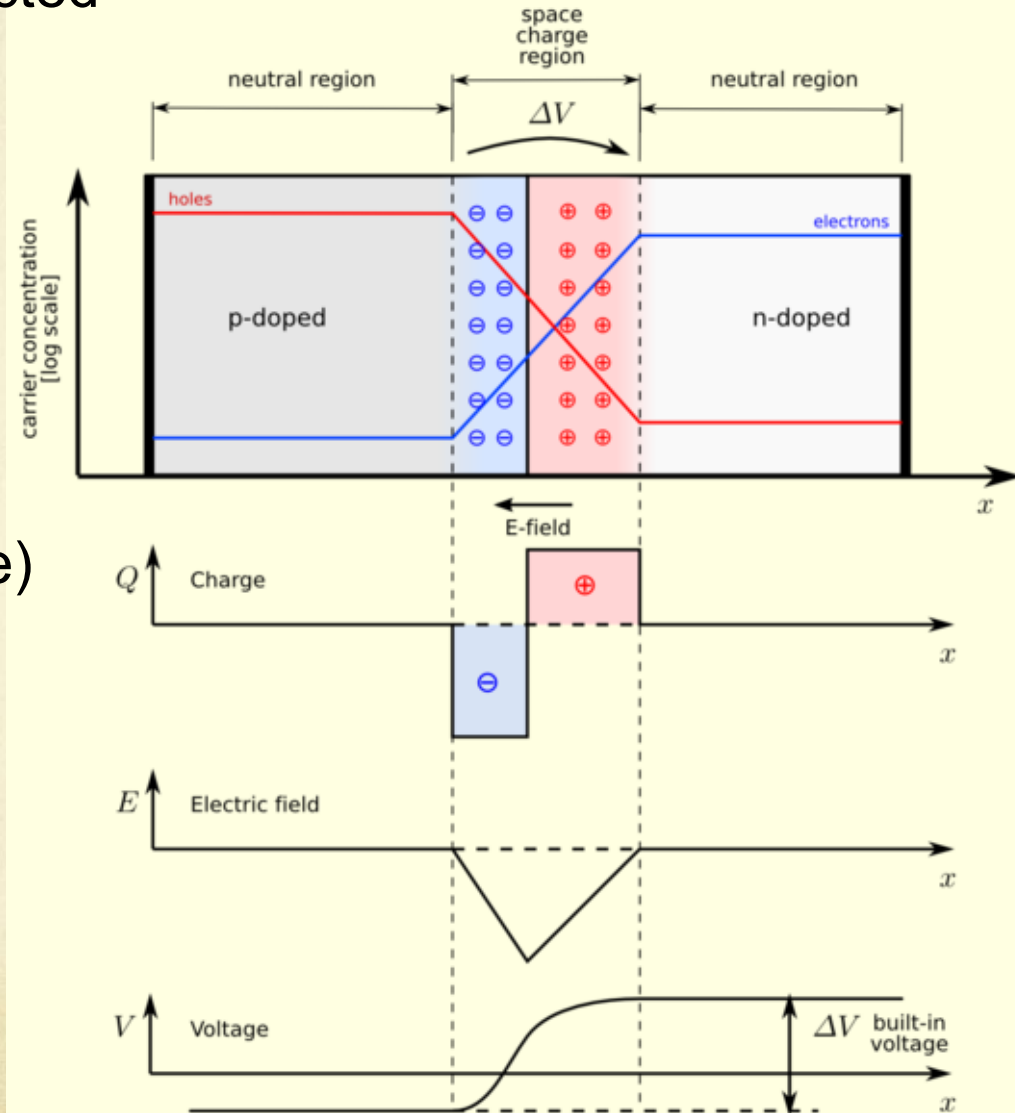 space
charge
region
neutral region
neutral region
ΔV
holes
electrons
carrier concentration
[log scale]
p-doped
n-doped
x
E-field
e)
Q
Charge
x
E
Electric field
x
V
Voltage
ΔV
built-in
voltage
x